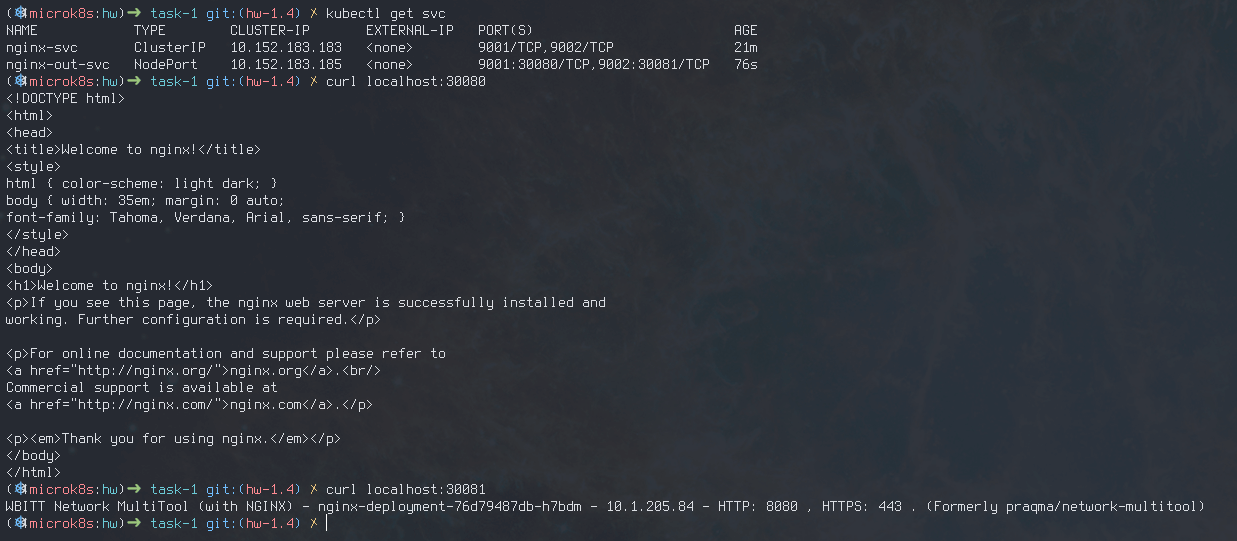 (⎈microk8s:hw)➜ task-1 git:(hw-1.4) ✗ kubectl get svc
NAME TYPE CLUSTER-IP EXTERNAL-IP PORT(S) AGE
nginx-svc ClusterIP 10.152.183.183 <none> 9001/TCP,9002/TCP 21m
nginx-out-svc NodePort 10.152.183.185 <none> 9001:30080/TCP,9002:30081/TCP 76s
(⎈microk8s:hw)➜ task-1 git:(hw-1.4) ✗ curl localhost:30080
<!DOCTYPE html>
<html>
<head>
<title>Welcome to nginx!</title>
<style>
html { color-scheme: light dark; }
body { width: 35em; margin: 0 auto;
font-family: Tahoma, Verdana, Arial, sans-serif; }
</style>
</head>
<body>
<h1>Welcome to nginx!</h1>
<p>If you see this page, the nginx web server is successfully installed and
working. Further configuration is required.</p>
<p>For online documentation and support please refer to
<a href="http://nginx.org/">nginx.org</a>.<br/>
Commercial support is available at
<a href="http://nginx.com/">nginx.com</a>.</p>
<p><em>Thank you for using nginx.</em></p>
</body>
</html>
(⎈microk8s:hw)➜ task-1 git:(hw-1.4) ✗ curl localhost:30081
WBITT Network MultiTool (with NGINX) - nginx-deployment-76d79487db-h7bdm - 10.1.205.84 - HTTP: 8080 , HTTPS: 443 . (Formerly praqma/network-multitool)
(⎈microk8s:hw)➜ task-1 git:(hw-1.4) ✗